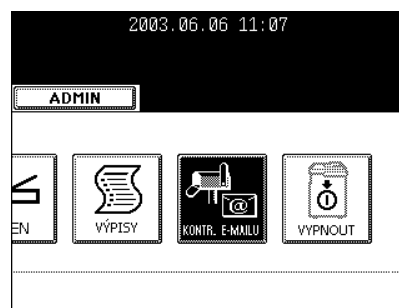 2003.06.06 11:07
ADMIN
EN
VÝPISY
KONTR. E-MAILU
VYPNOUT